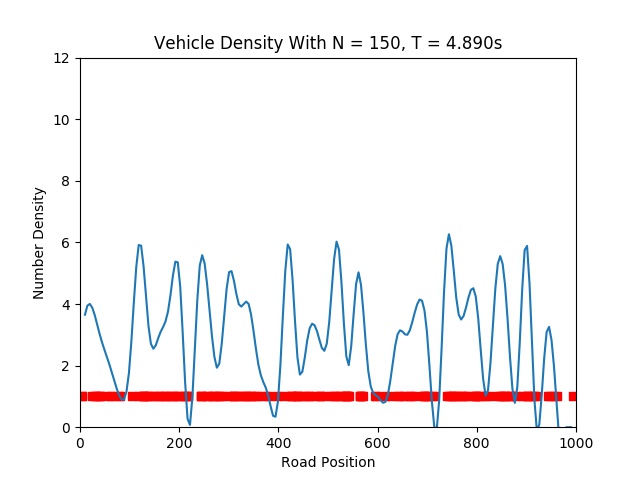 Vehicle Density With N = 150, T = 4.890s
12
10
8
6
4
2
0
Number Density
0 200 400 600 800 1000
Road Position